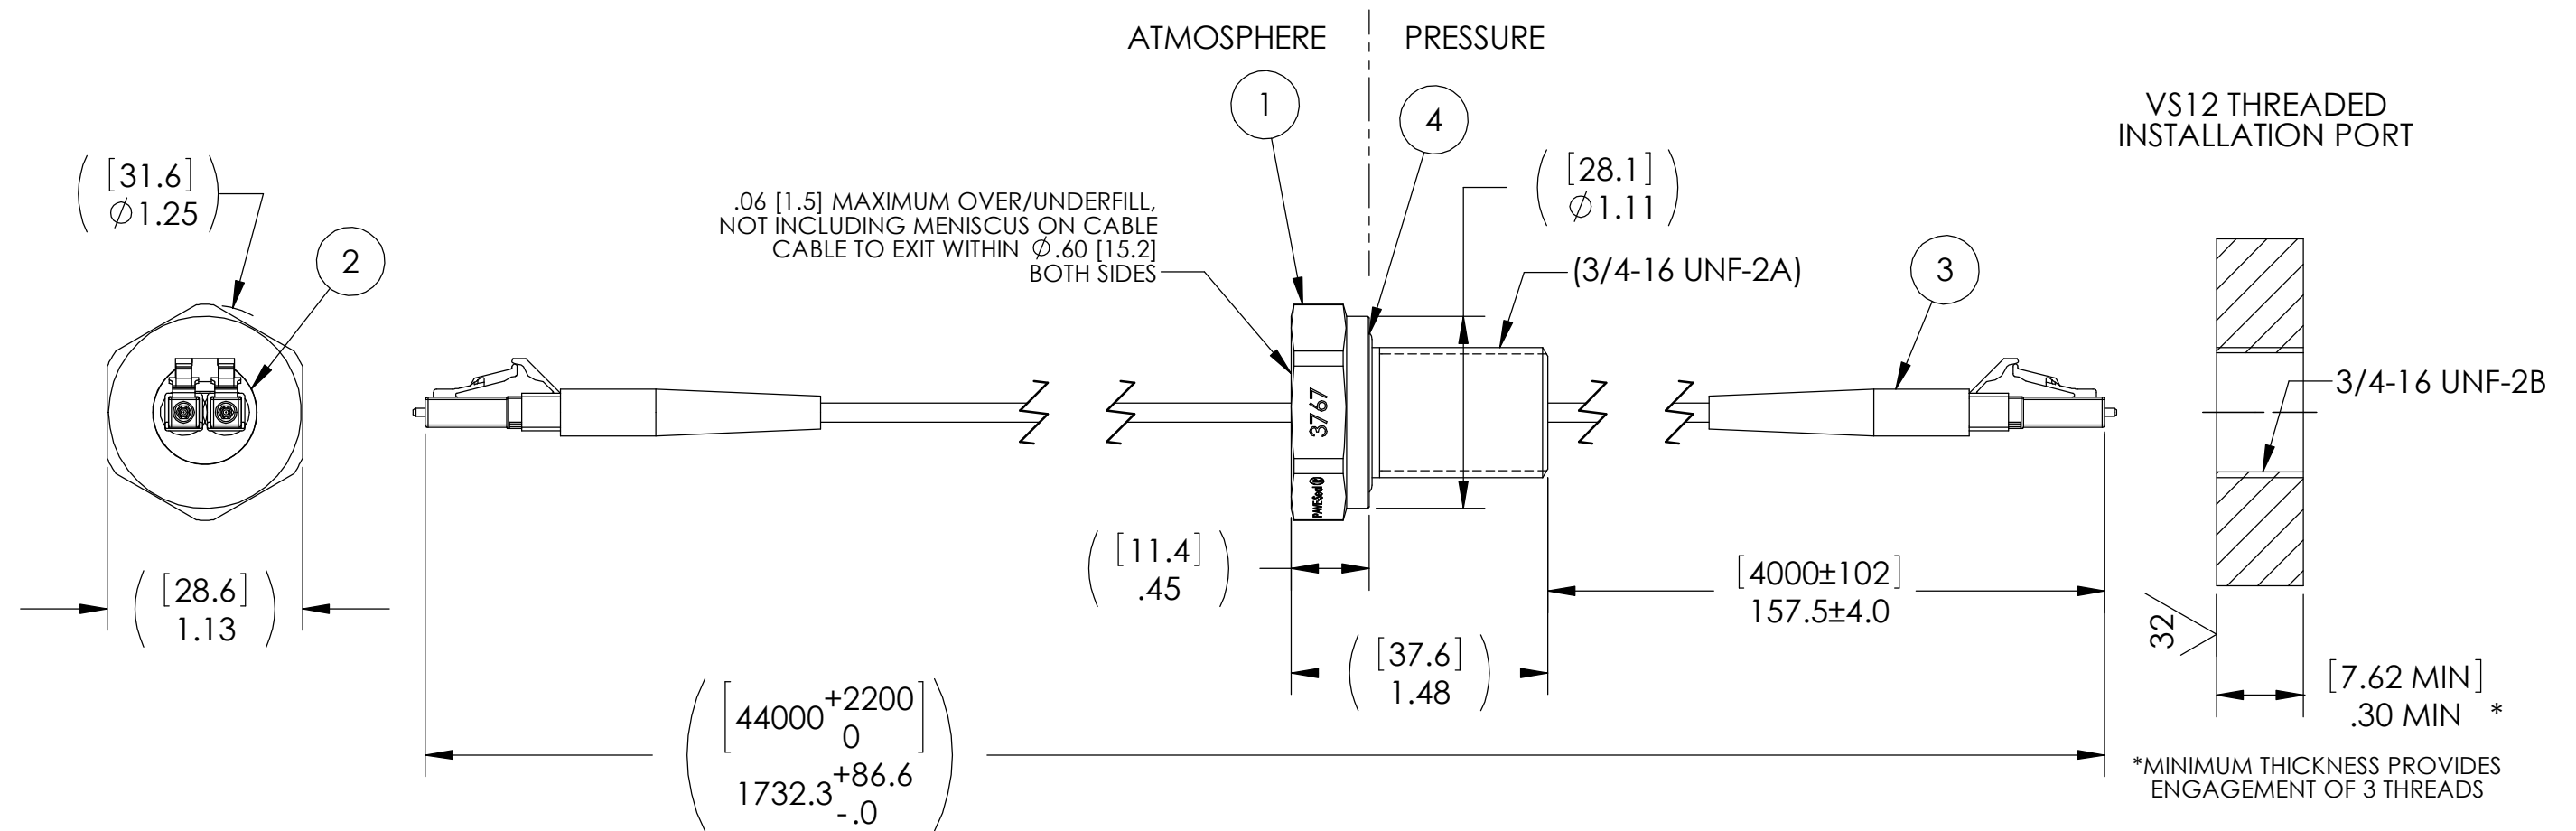 ATMOSPHERE
PRESSURE
1
4
VS12 THREADED
INSTALLATION PORT
[31.6]
∅1.25
2
.06 [1.5] MAXIMUM OVER/UNDERFILL,
NOT INCLUDING MENISCUS ON CABLE
CABLE TO EXIT WITHIN ∅.60 [15.2]
BOTH SIDES
[28.1]
∅1.11
(3/4-16 UNF-2A)
3
3/4-16 UNF-2B
3767
PAVE-Seal®
[28.6]
1.13
[11.4]
.45
[37.6]
1.48
[4000±102]
157.5±4.0
[44000 +2200
0]
1732.3 +86.6
-.0
32
[7.62 MIN]
.30 MIN *
*MINIMUM THICKNESS PROVIDES
ENGAGEMENT OF 3 THREADS